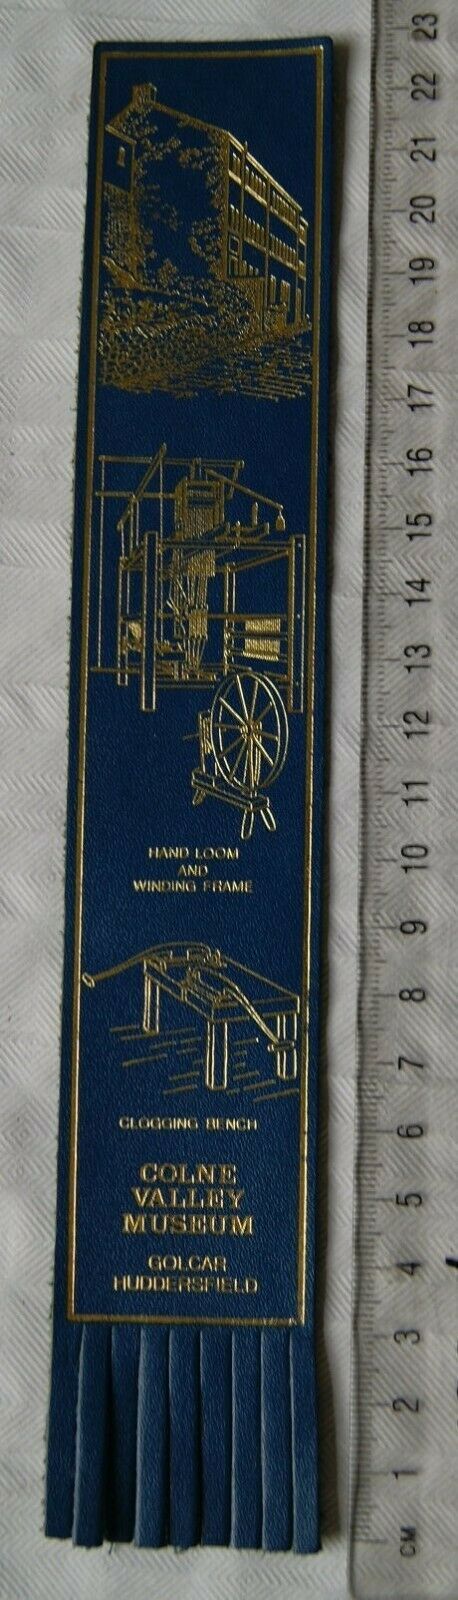 HAND LOOM
AND
WINDING FRAME
CLOGGING BENCH
COLNE
VALLEY
MUSEUM
GOLCAR
HUDDERSFIELD
23
22
21
20
19
18
17
16
15
14
13
12
11
10
9
8
7
6
5
4
3
2
1
CM